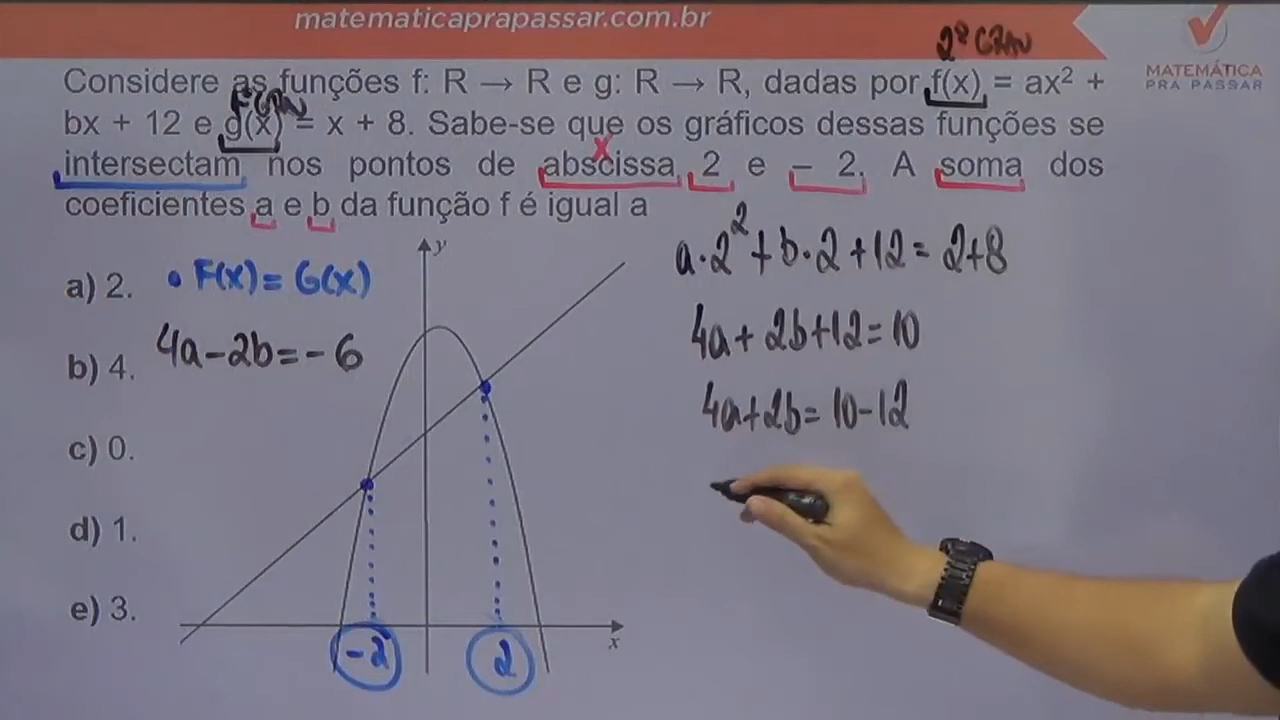 matematicaprapassar.com.br
MATEMÁTICA
PRA PASSAR
2º GRAU
Considere as funções f: R → R e g: R → R, dadas por f(x) = ax² +
1º GRAU
bx + 12 e g(x) = x + 8. Sabe-se que os gráficos dessas funções se
x
intersectam nos pontos de abscissa 2 e – 2. A soma dos
coeficientes a e b da função f é igual a
a) 2.
• F(x) = G(x)
b) 4.
4a-2b=-6
c) 0.
d) 1.
e) 3.
y
x
-2
2
a·2²+b·2+12=2+8
4a+2b+12=10
4a+2b=10-12